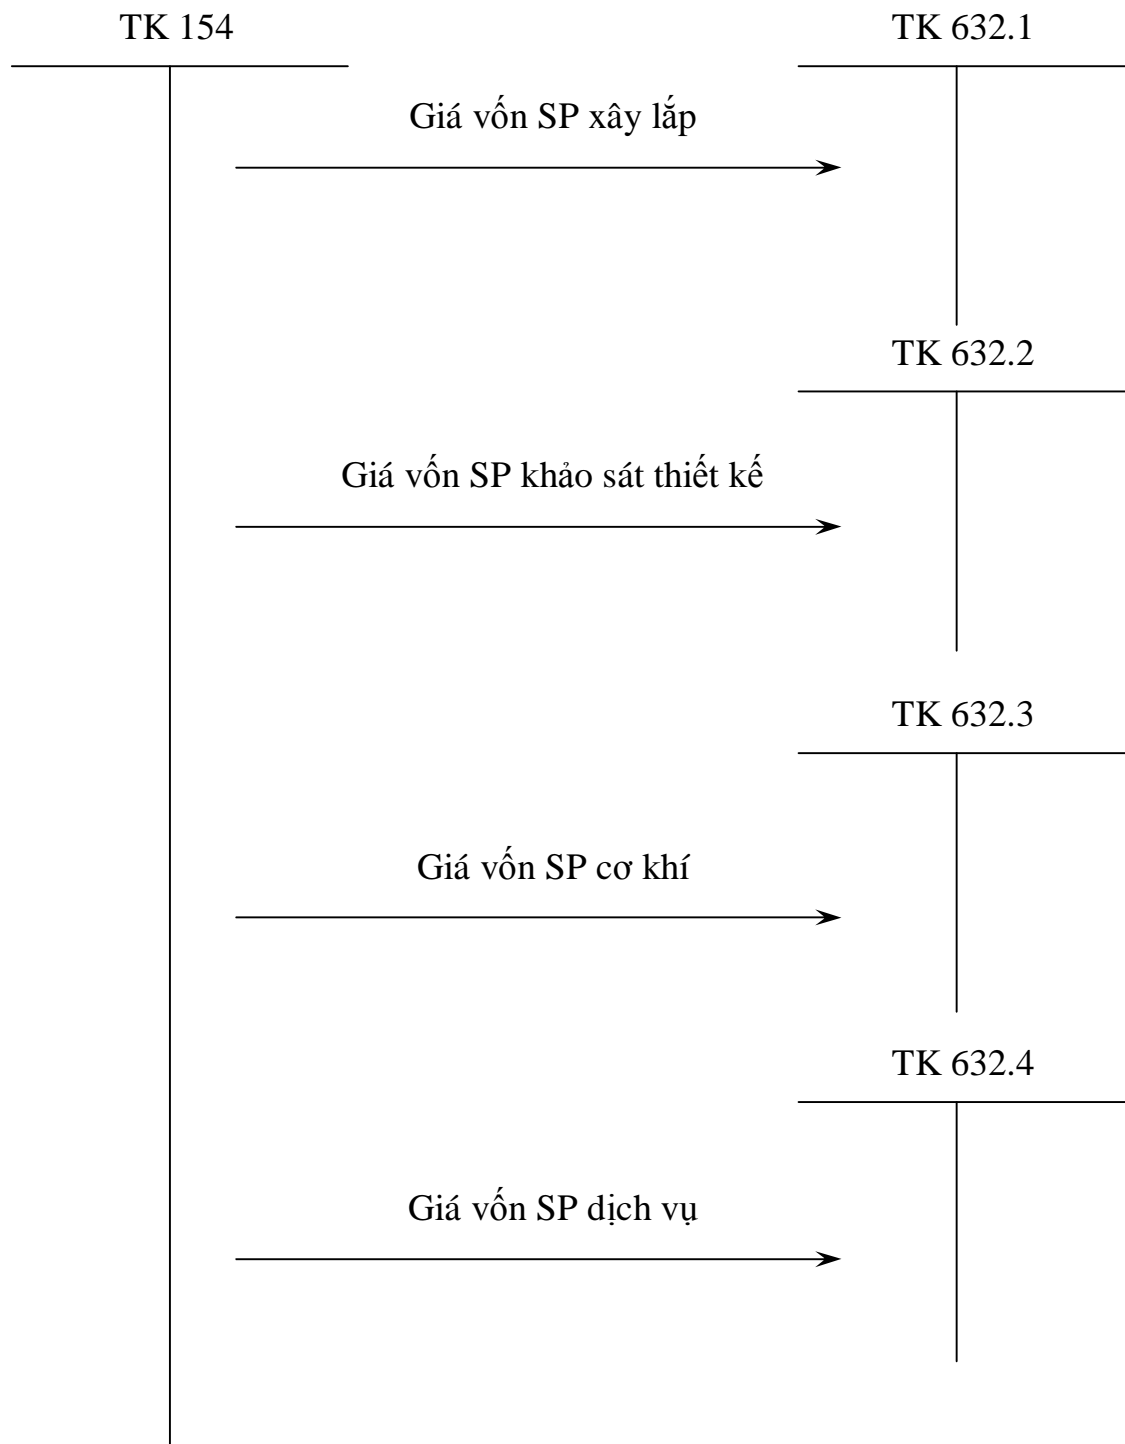 TK 154
TK 632.1
Giá vốn SP xây lắp
TK 632.2
Giá vốn SP khảo sát thiết kế
TK 632.3
Giá vốn SP cơ khí
TK 632.4
Giá vốn SP dịch vụ